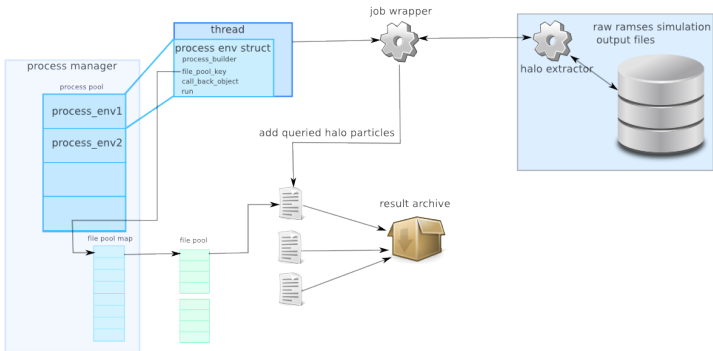 job wrapper
thread
raw ramses simulation
output files
process env struct
process_builder
process manager
halo extractor
file_pool_key
process pool
call_back_object
run
process_env1
add queried halo particles
process_env2
result archive
file pool map
file pool